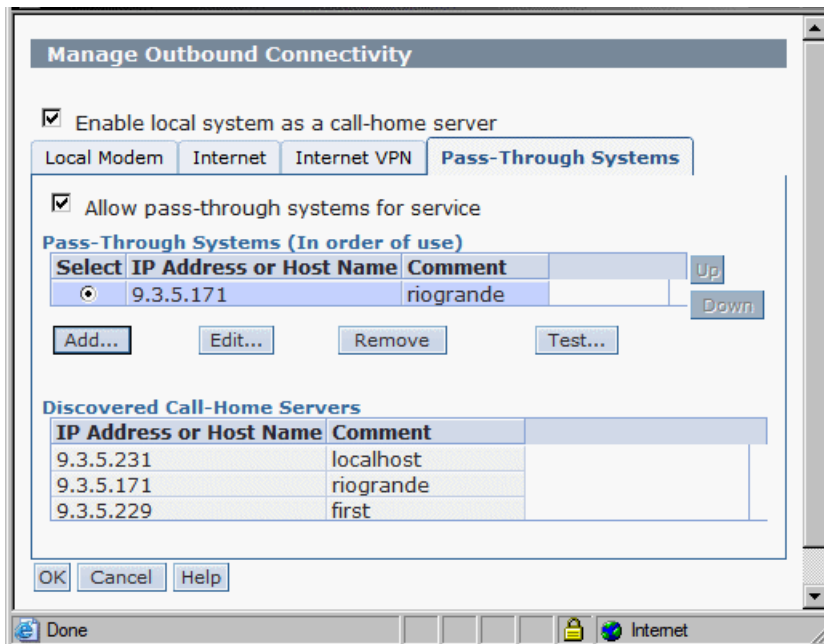 Manage Outbound Connectivity
Enable local system as a call-home server
Local Modem Internet Internet VPN Pass-Through Systems
Allow pass-through systems for service
Pass-Through Systems (In order of use)
Select IP Address or Host Name Comment
Up
9.3.5.171 riogrande
Down
Add... Edit... Remove Test...
Discovered Call-Home Servers
IP Address or Host Name Comment
9.3.5.231 localhost
9.3.5.171 riogrande
9.3.5.229 first
OK Cancel Help
Done Internet